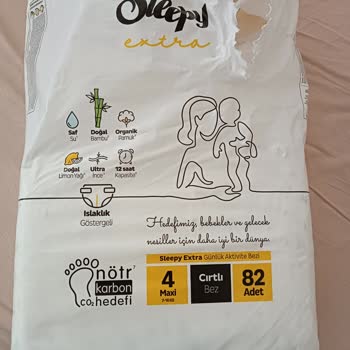 Sleepy
extra
Saf
Su
Doğal
Bambu
Organik
Pamuk
Doğal
Limon Yağı
Ultra
İnce
12 saat
Kapasite
Islaklık
Göstergeli
Hedefimiz, bebekler ve gelecek
nesiller için daha iyi bir dünya.
nötr
karbon
CO₂ hedefi
Sleepy Extra Günlük Aktivite Bezi
4
Maxi
Cırtlı
Bez
82
Adet